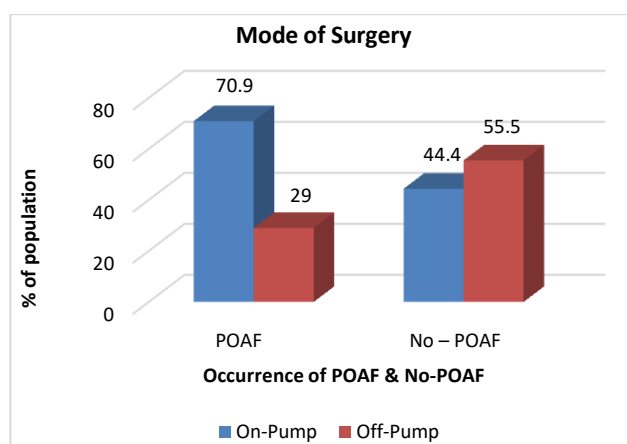 Mode of Surgery
80
60
40
20
0
% of population
70.9
29
44.4
55.5
POAF
No – POAF
Occurrence of POAF & No-POAF
On-Pump
Off-Pump